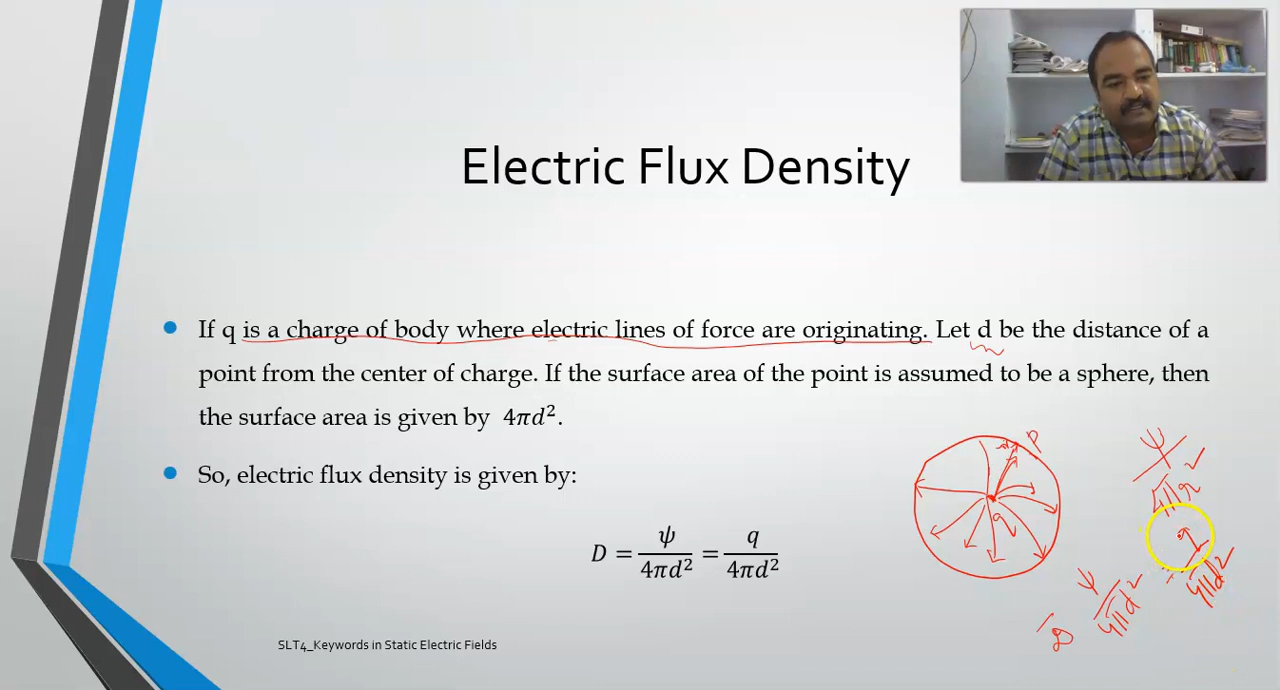 Electric Flux Density
If q is a charge of body where electric lines of force are originating. Let d be the distance of a
point from the center of charge. If the surface area of the point is assumed to be a sphere, then
the surface area is given by 4πd².
So, electric flux density is given by:
D = ψ/4πd² = q/4πd²
P
q
ψ
4πr²
ψ
4πd²
4πd²
SLT4_Keywords in Static Electric Fields